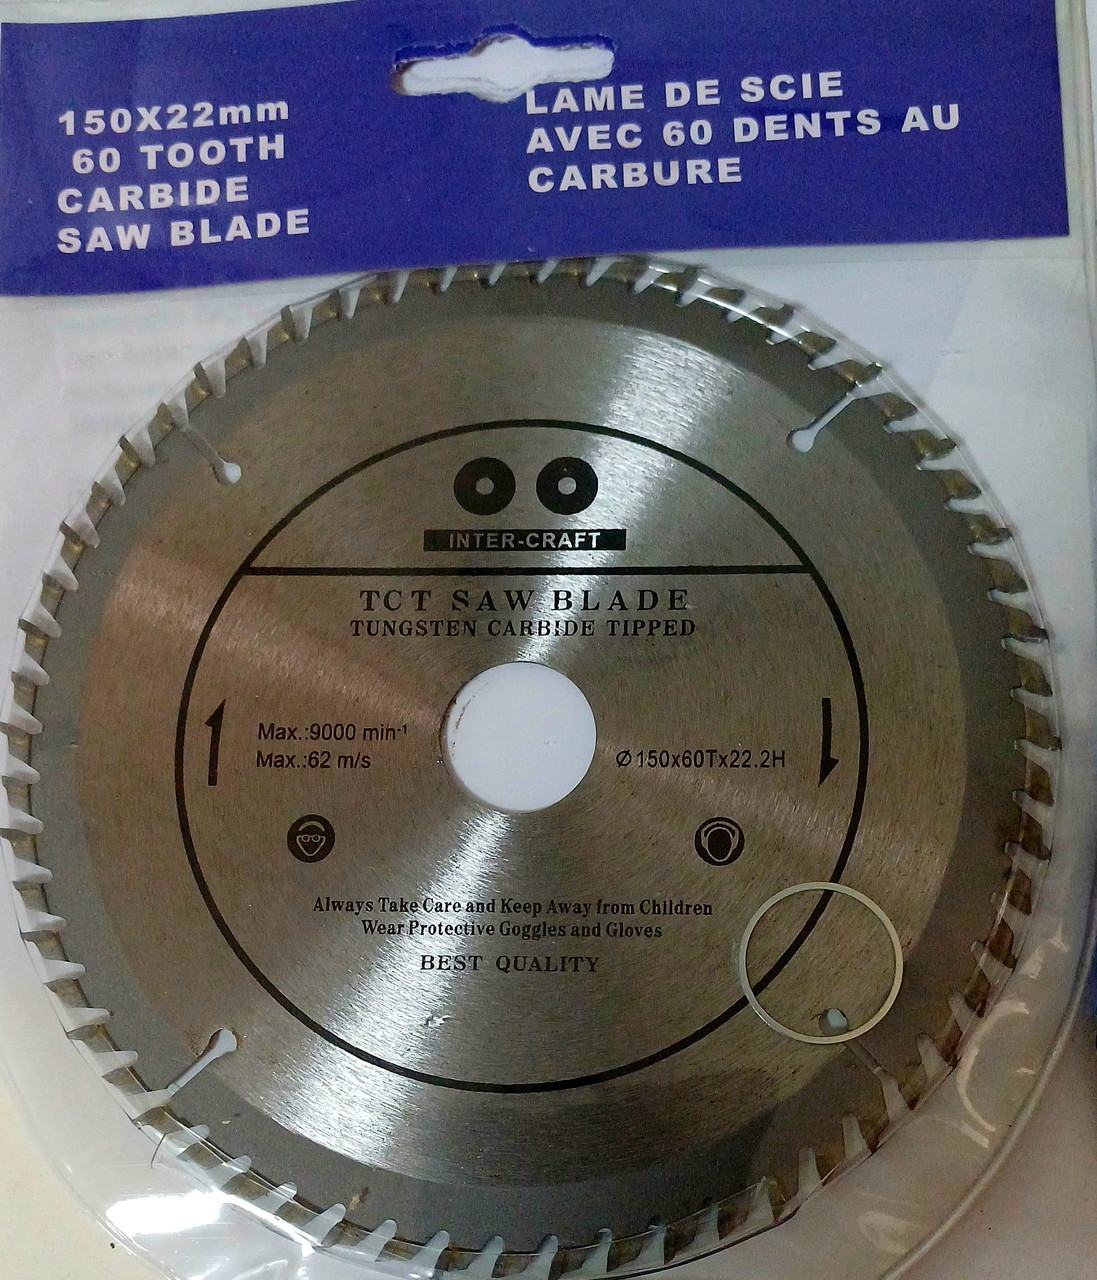 150X22mm
60 TOOTH
CARBIDE
SAW BLADE
LAME DE SCIE
AVEC 60 DENTS AU
CARBURE
INTER-CRAFT
TCT SAW BLADE
TUNGSTEN CARBIDE TIPPED
Max.:9000 min-¹
Max.:62 m/s
Ø150x60Tx22.2H
Always Take Care and Keep Away from Children
Wear Protective Goggles and Gloves
BEST QUALITY